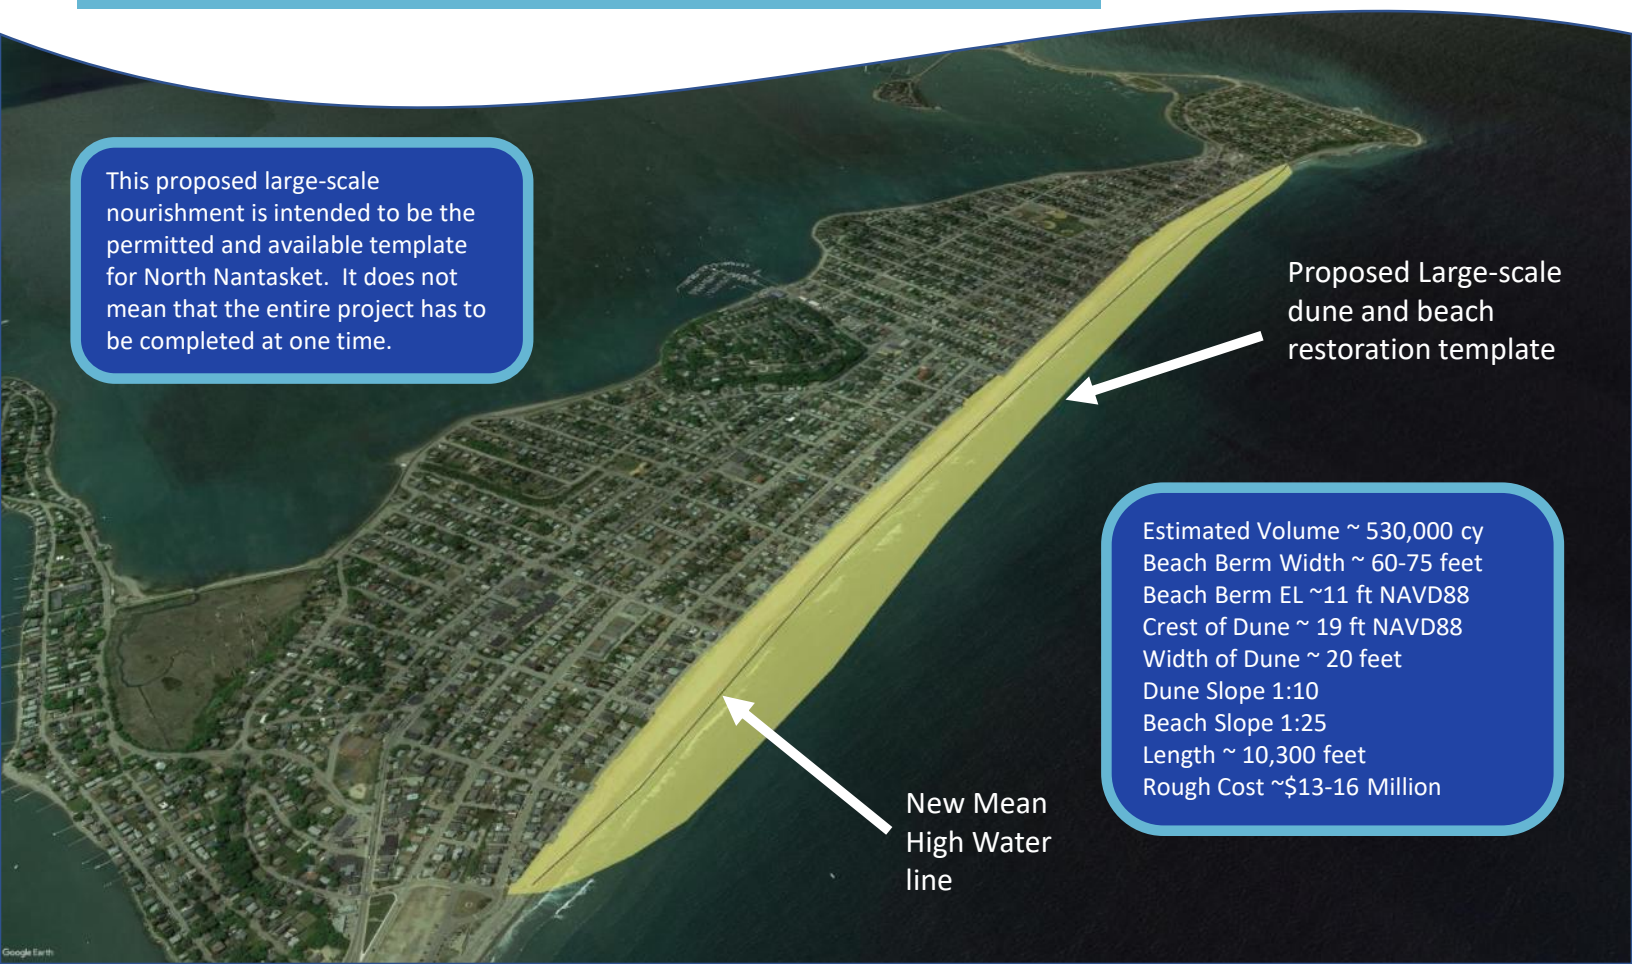 This proposed large-scale
nourishment is intended to be the
permitted and available template
for North Nantasket.  It does not
mean that the entire project has to
be completed at one time.
Proposed Large-scale
dune and beach
restoration template
Estimated Volume ~ 530,000 cy
Beach Berm Width ~ 60-75 feet
Beach Berm EL ~11 ft NAVD88
Crest of Dune ~ 19 ft NAVD88
Width of Dune ~ 20 feet
Dune Slope 1:10
Beach Slope 1:25
Length ~ 10,300 feet
Rough Cost ~$13-16 Million
New Mean
High Water
line
Google Earth